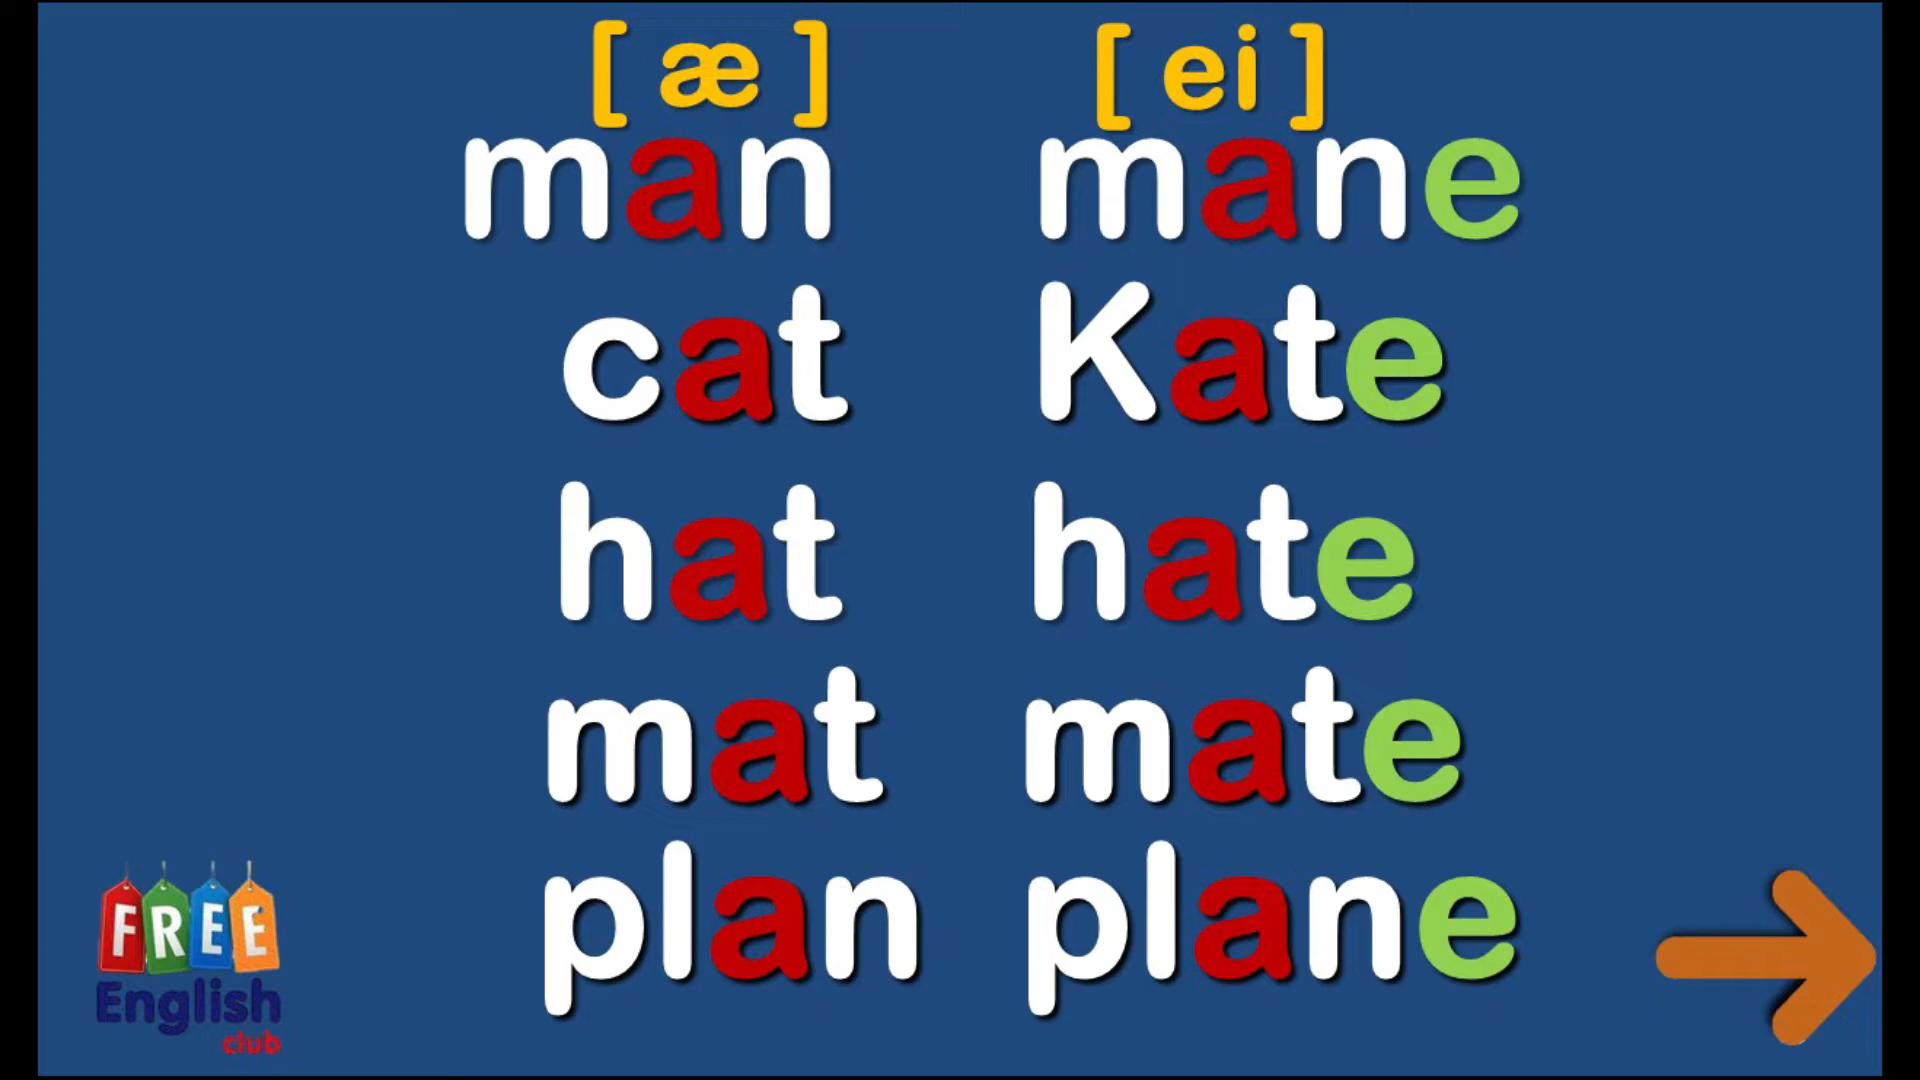 [ æ ] [ ei ]
man mane
cat Kate
hat hate
mat mate
plan plane
FREE
English
club